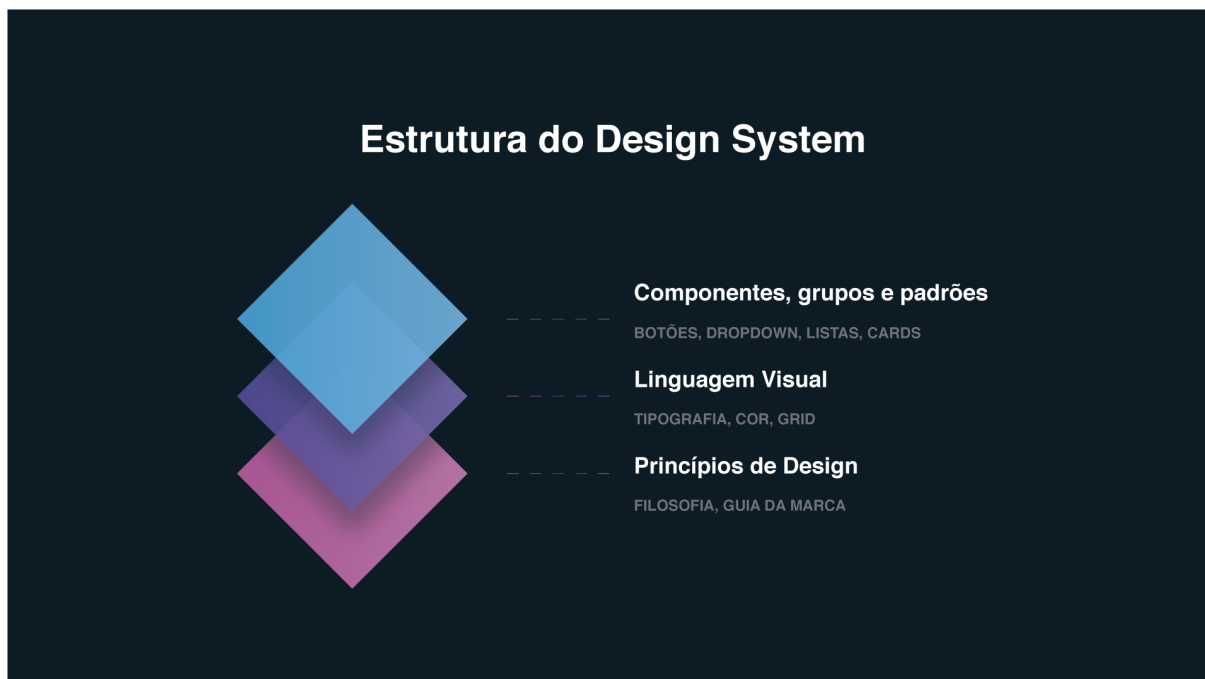 Estrutura do Design System
Componentes, grupos e padrões
BOTÕES, DROPDOWN, LISTAS, CARDS
Linguagem Visual
TIPOGRAFIA, COR, GRID
Princípios de Design
FILOSOFIA, GUIA DA MARCA